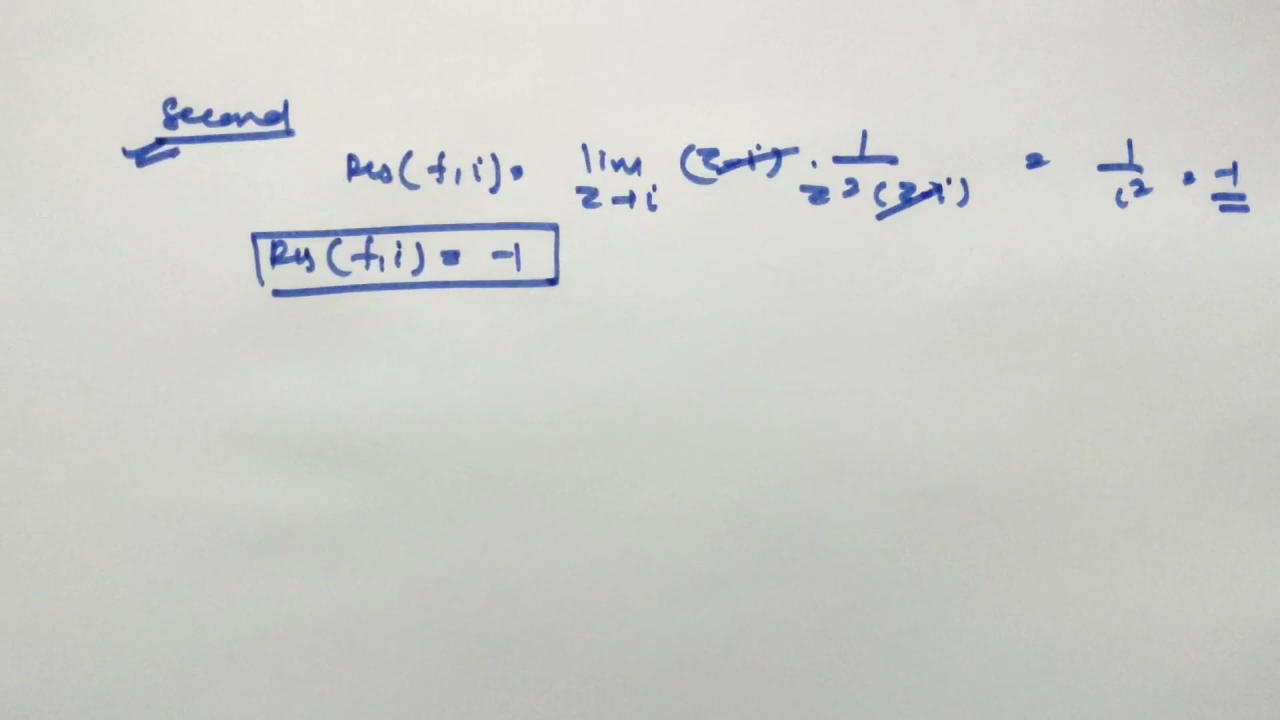 Second
Res(f,i) = lim z→i (z-i) · 1/z²(z-i) = 1/i² = -1
Res(f,i) = -1